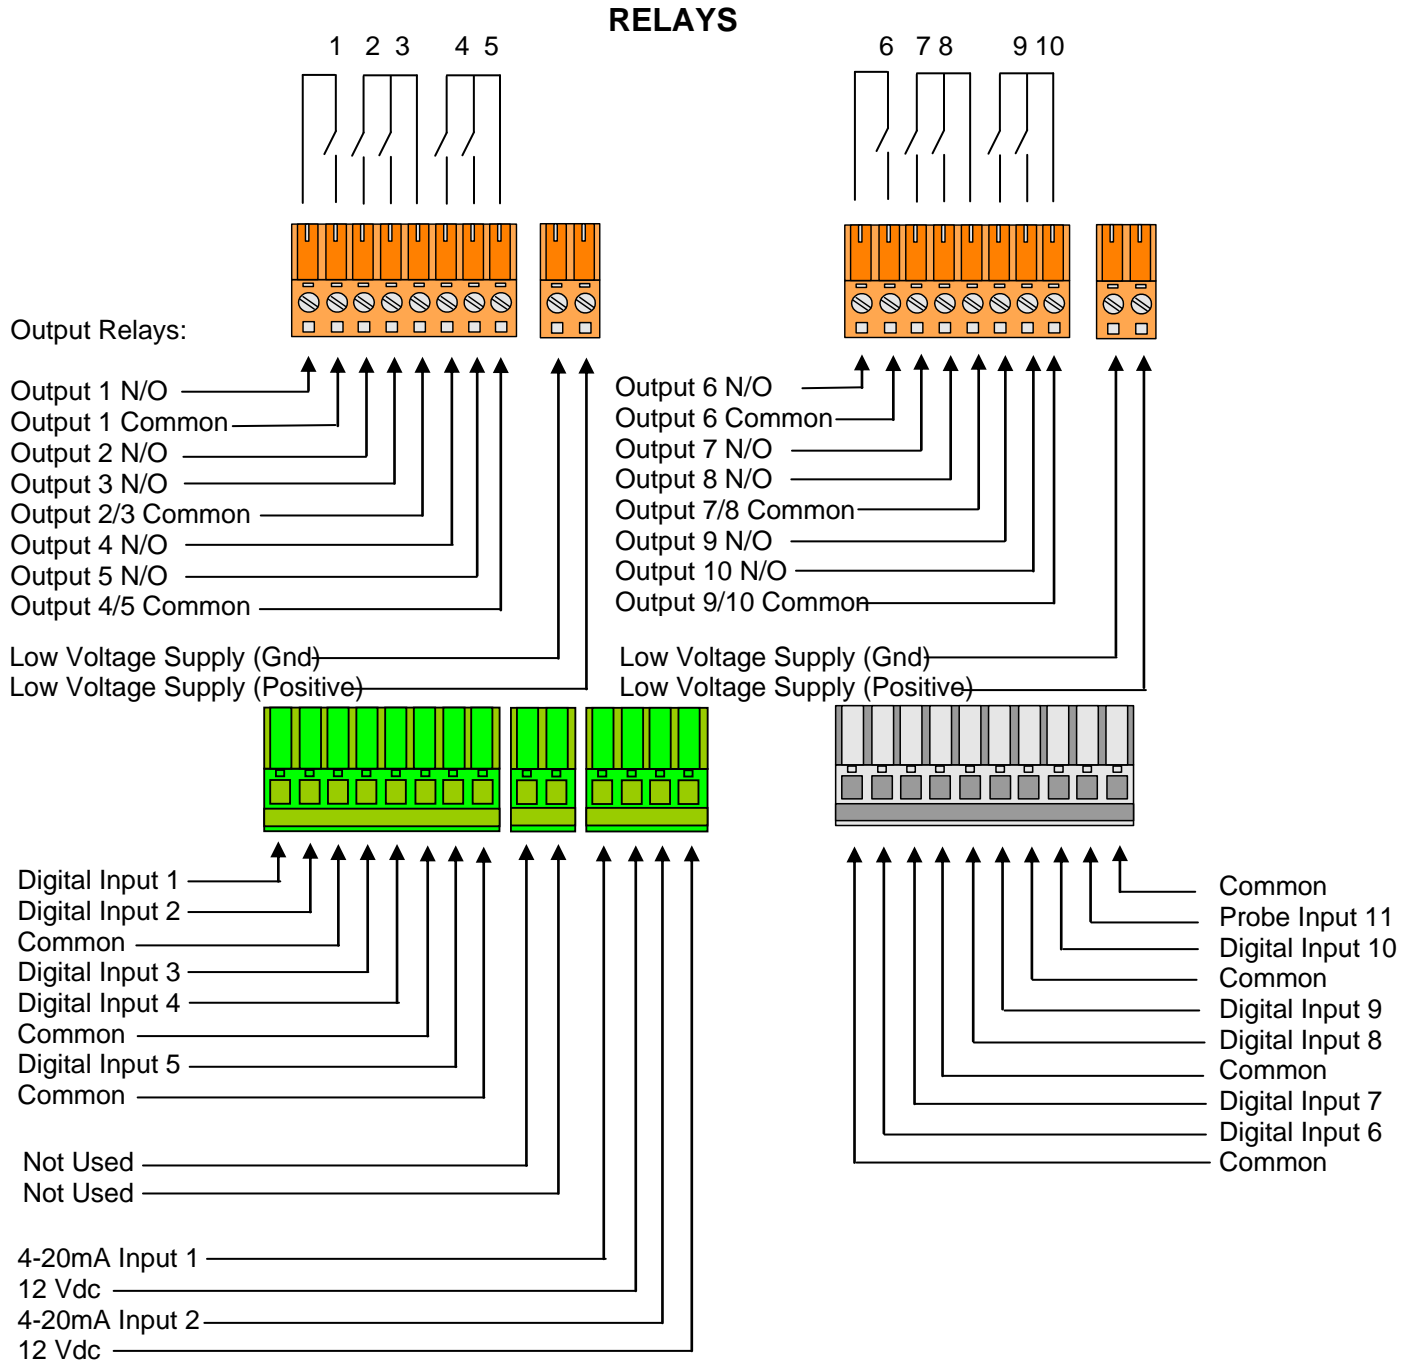 RELAYS
1 2 3 4 5
6 7 8 9 10
Output Relays:
Output 1 N/O
Output 1 Common
Output 2 N/O
Output 3 N/O
Output 2/3 Common
Output 4 N/O
Output 5 N/O
Output 4/5 Common
Low Voltage Supply (Gnd)
Low Voltage Supply (Positive)
Output 6 N/O
Output 6 Common
Output 7 N/O
Output 8 N/O
Output 7/8 Common
Output 9 N/O
Output 10 N/O
Output 9/10 Common
Low Voltage Supply (Gnd)
Low Voltage Supply (Positive)
Digital Input 1
Digital Input 2
Common
Digital Input 3
Digital Input 4
Common
Digital Input 5
Common
Not Used
Not Used
4-20mA Input 1
12 Vdc
4-20mA Input 2
12 Vdc
Common
Probe Input 11
Digital Input 10
Common
Digital Input 9
Digital Input 8
Common
Digital Input 7
Digital Input 6
Common